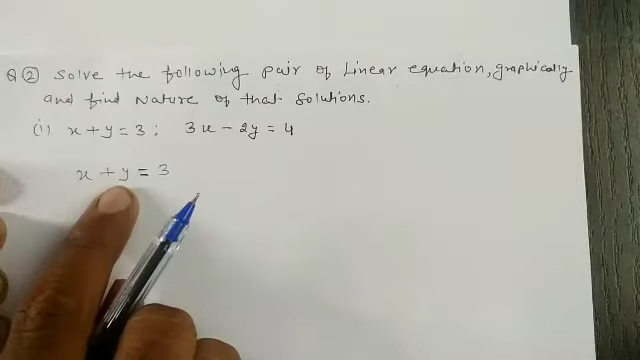 Q② Solve the following pair of Linear equation, graphically
and find Nature of that Solutions.
(i) x + y = 3 ; 3x - 2y = 4
x + y = 3